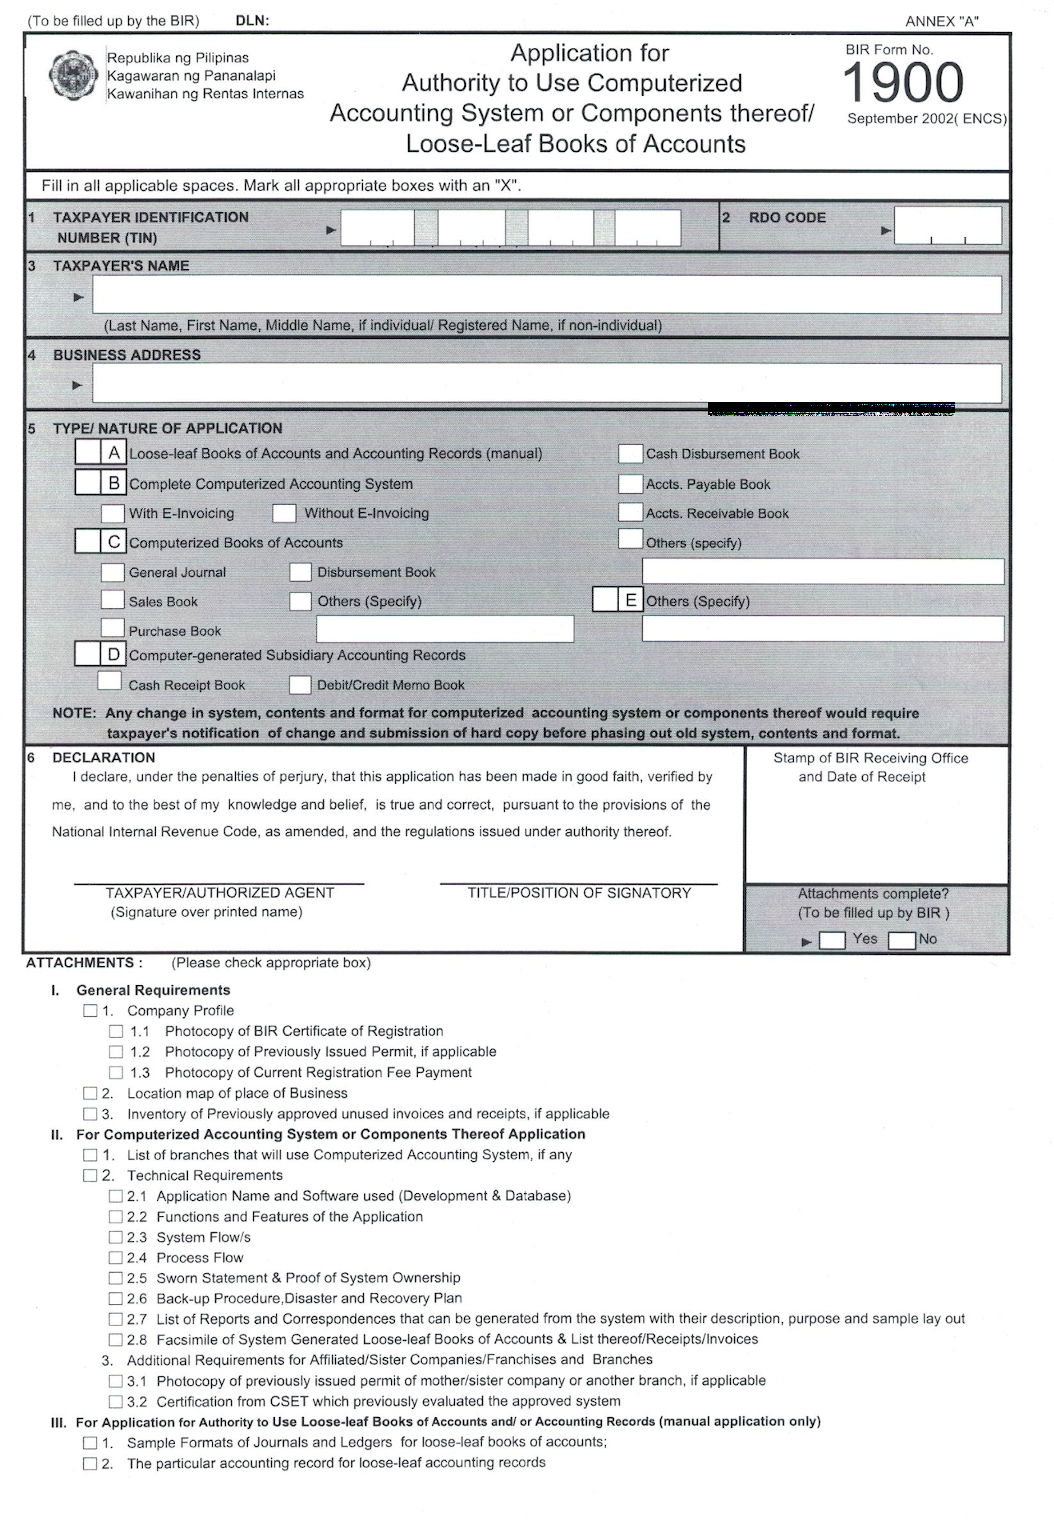 (To be filled up by the BIR) DLN: ANNEX "A"
Republika ng Pilipinas
Kagawaran ng Pananalapi
Kawanihan ng Rentas Internas
Application for
Authority to Use Computerized
Accounting System or Components thereof/
Loose-Leaf Books of Accounts
BIR Form No.
1900
September 2002( ENCS)
Fill in all applicable spaces. Mark all appropriate boxes with an "X".
1 TAXPAYER IDENTIFICATION
NUMBER (TIN)
2 RDO CODE
3 TAXPAYER'S NAME
(Last Name, First Name, Middle Name, if individual/ Registered Name, if non-individual)
4 BUSINESS ADDRESS
5 TYPE/ NATURE OF APPLICATION
A Loose-leaf Books of Accounts and Accounting Records (manual)
B Complete Computerized Accounting System
With E-Invoicing Without E-Invoicing
C Computerized Books of Accounts
General Journal Disbursement Book
Sales Book Others (Specify)
Purchase Book
D Computer-generated Subsidiary Accounting Records
Cash Receipt Book Debit/Credit Memo Book
Cash Disbursement Book
Accts. Payable Book
Accts. Receivable Book
Others (specify)
E Others (Specify)
NOTE: Any change in system, contents and format for computerized accounting system or components thereof would require
taxpayer's notification of change and submission of hard copy before phasing out old system, contents and format.
6 DECLARATION
I declare, under the penalties of perjury, that this application has been made in good faith, verified by
me, and to the best of my knowledge and belief, is true and correct, pursuant to the provisions of the
National Internal Revenue Code, as amended, and the regulations issued under authority thereof.
TAXPAYER/AUTHORIZED AGENT TITLE/POSITION OF SIGNATORY
(Signature over printed name)
Stamp of BIR Receiving Office
and Date of Receipt
Attachments complete?
(To be filled up by BIR )
Yes No
ATTACHMENTS : (Please check appropriate box)
I. General Requirements
1. Company Profile
1.1 Photocopy of BIR Certificate of Registration
1.2 Photocopy of Previously Issued Permit, if applicable
1.3 Photocopy of Current Registration Fee Payment
2. Location map of place of Business
3. Inventory of Previously approved unused invoices and receipts, if applicable
II. For Computerized Accounting System or Components Thereof Application
1. List of branches that will use Computerized Accounting System, if any
2. Technical Requirements
2.1 Application Name and Software used (Development & Database)
2.2 Functions and Features of the Application
2.3 System Flow/s
2.4 Process Flow
2.5 Sworn Statement & Proof of System Ownership
2.6 Back-up Procedure,Disaster and Recovery Plan
2.7 List of Reports and Correspondences that can be generated from the system with their description, purpose and sample lay out
2.8 Facsimile of System Generated Loose-leaf Books of Accounts & List thereof/Receipts/Invoices
3. Additional Requirements for Affiliated/Sister Companies/Franchises and Branches
3.1 Photocopy of previously issued permit of mother/sister company or another branch, if applicable
3.2 Certification from CSET which previously evaluated the approved system
III. For Application for Authority to Use Loose-leaf Books of Accounts and/ or Accounting Records (manual application only)
1. Sample Formats of Journals and Ledgers for loose-leaf books of accounts;
2. The particular accounting record for loose-leaf accounting records